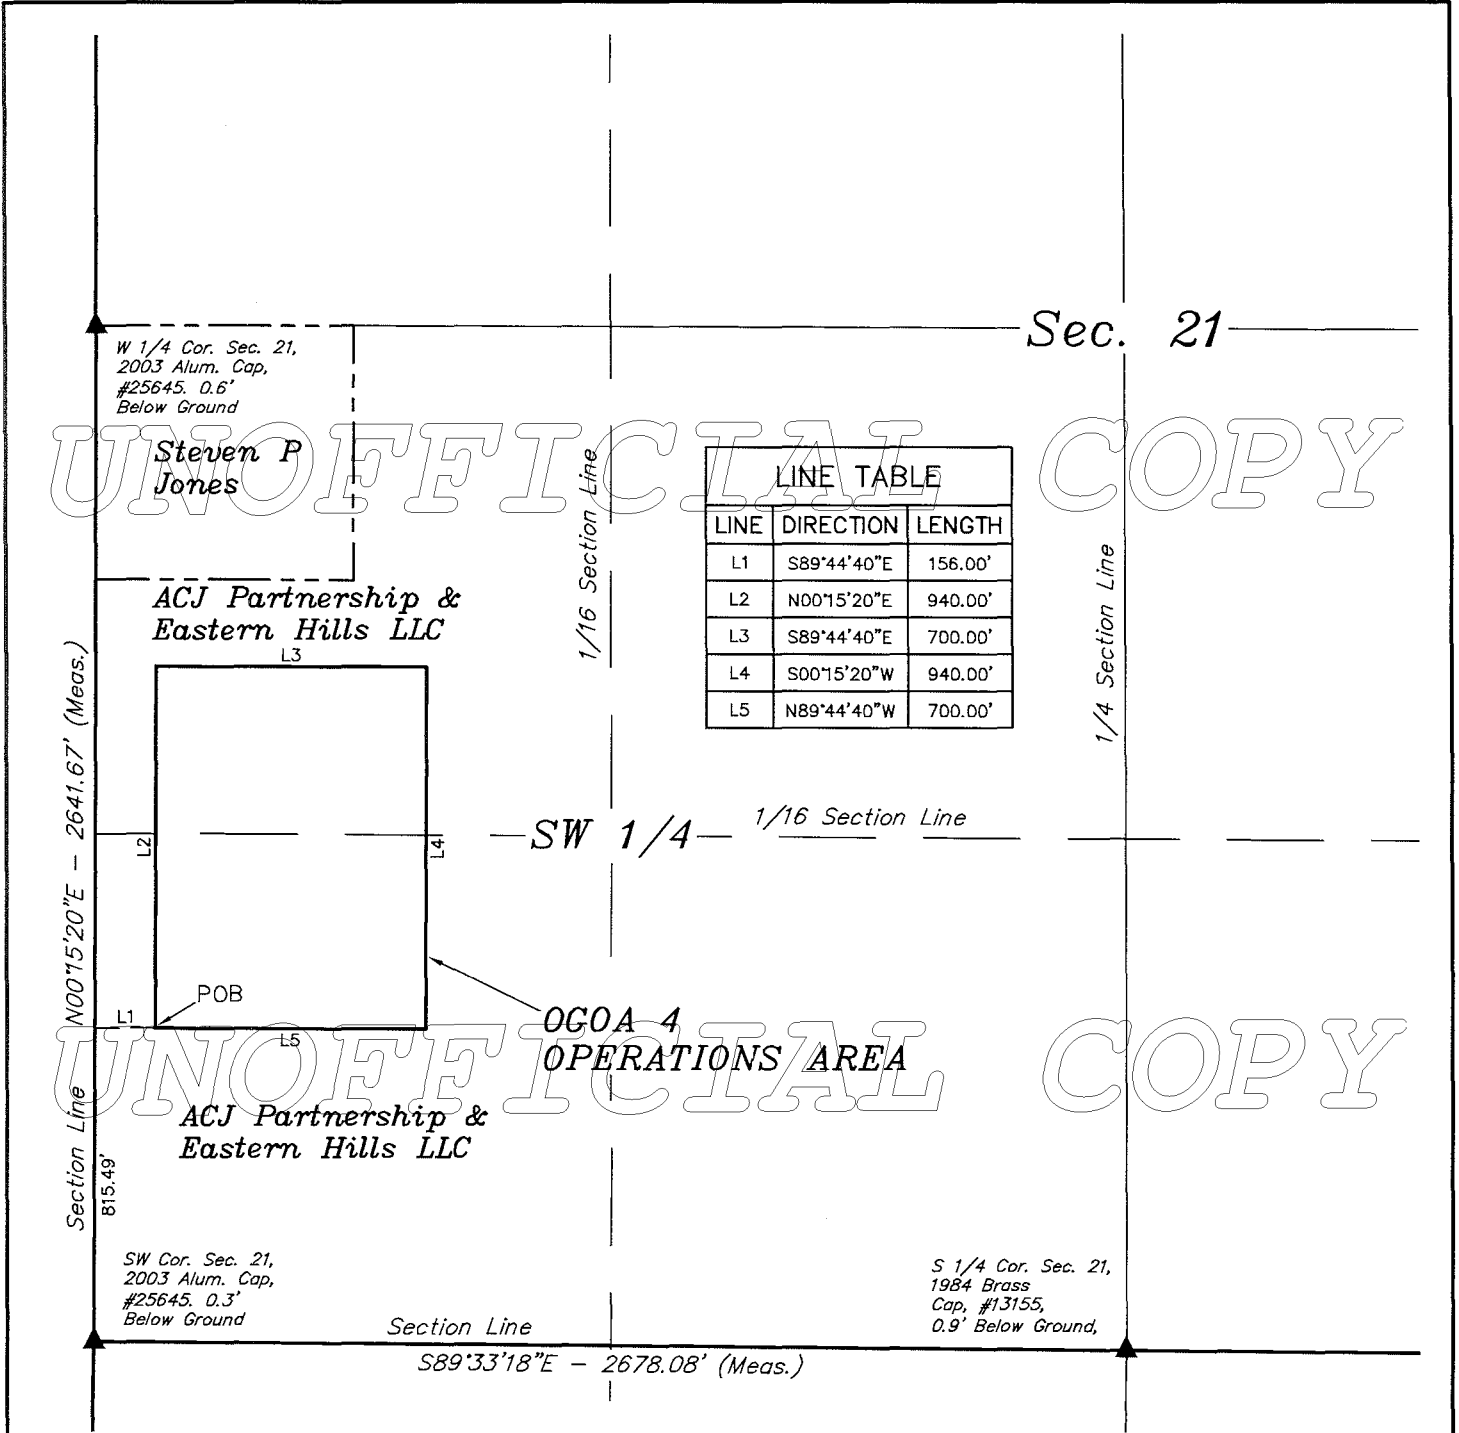 Sec. 21
W 1/4 Cor. Sec. 21,
2003 Alum. Cap,
#25645. 0.6'
Below Ground
UNOFFICIAL COPY
Steven P
Jones
1/16 Section Line
LINE TABLE
LINE DIRECTION LENGTH
L1 S89°44'40"E 156.00'
L2 N00°15'20"E 940.00'
L3 S89°44'40"E 700.00'
L4 S00°15'20"W 940.00'
L5 N89°44'40"W 700.00'
1/4 Section Line
ACJ Partnership &
Eastern Hills LLC
L3
Section Line N00°15'20"E - 2641.67' (Meas.)
L2
L4
SW 1/4
1/16 Section Line
POB
L1
L5
OGOA 4
OPERATIONS AREA
UNOFFICIAL COPY
ACJ Partnership &
Eastern Hills LLC
815.49'
SW Cor. Sec. 21,
2003 Alum. Cap,
#25645. 0.3'
Below Ground
S 1/4 Cor. Sec. 21,
1984 Brass
Cap, #13155,
0.9' Below Ground,
Section Line
S89°33'18"E - 2678.08' (Meas.)